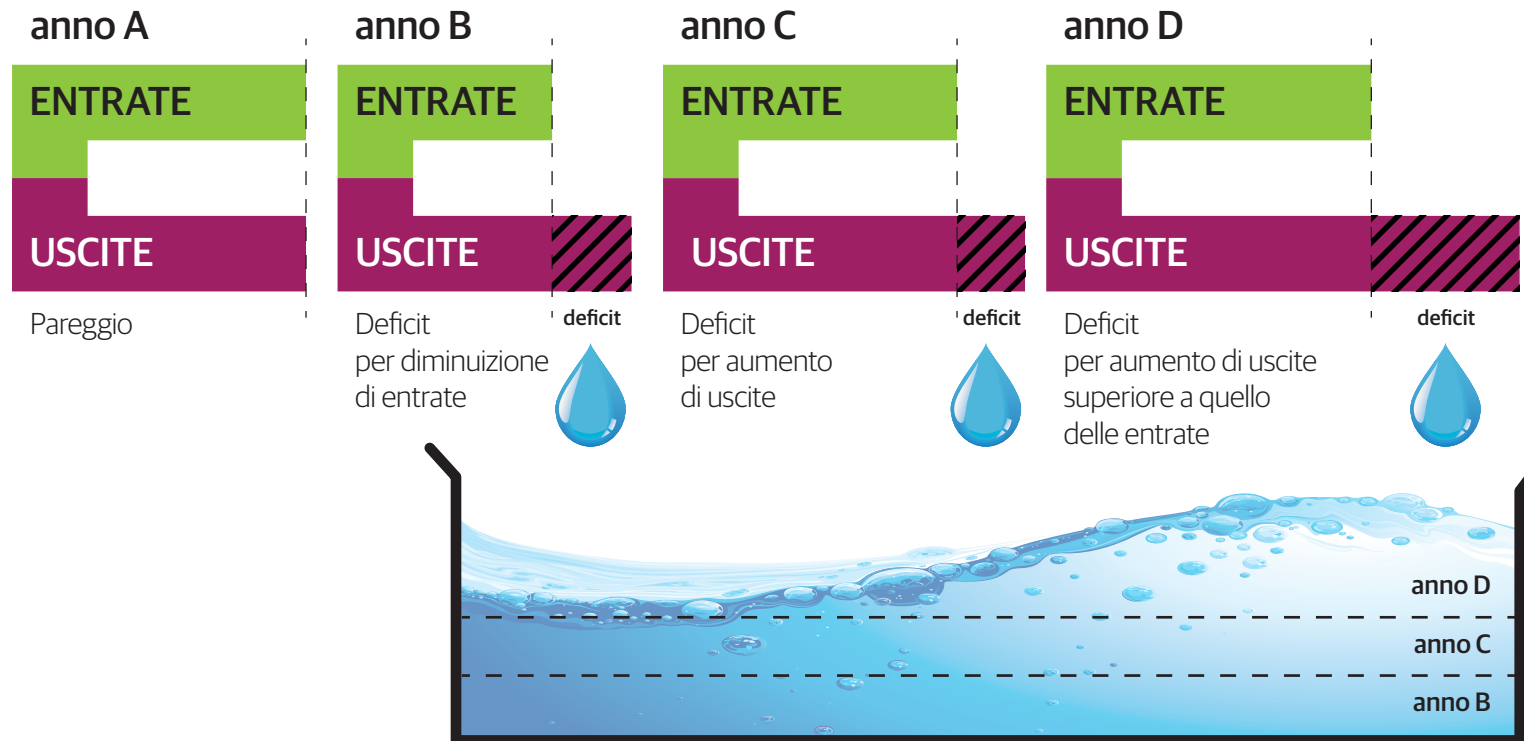 anno A
ENTRATE
USCITE
Pareggio
anno B
ENTRATE
USCITE
Deficit
per diminuizione
di entrate
deficit
anno C
ENTRATE
USCITE
Deficit
per aumento
di uscite
deficit
anno D
ENTRATE
USCITE
Deficit
per aumento di uscite
superiore a quello
delle entrate
deficit
anno D
anno C
anno B